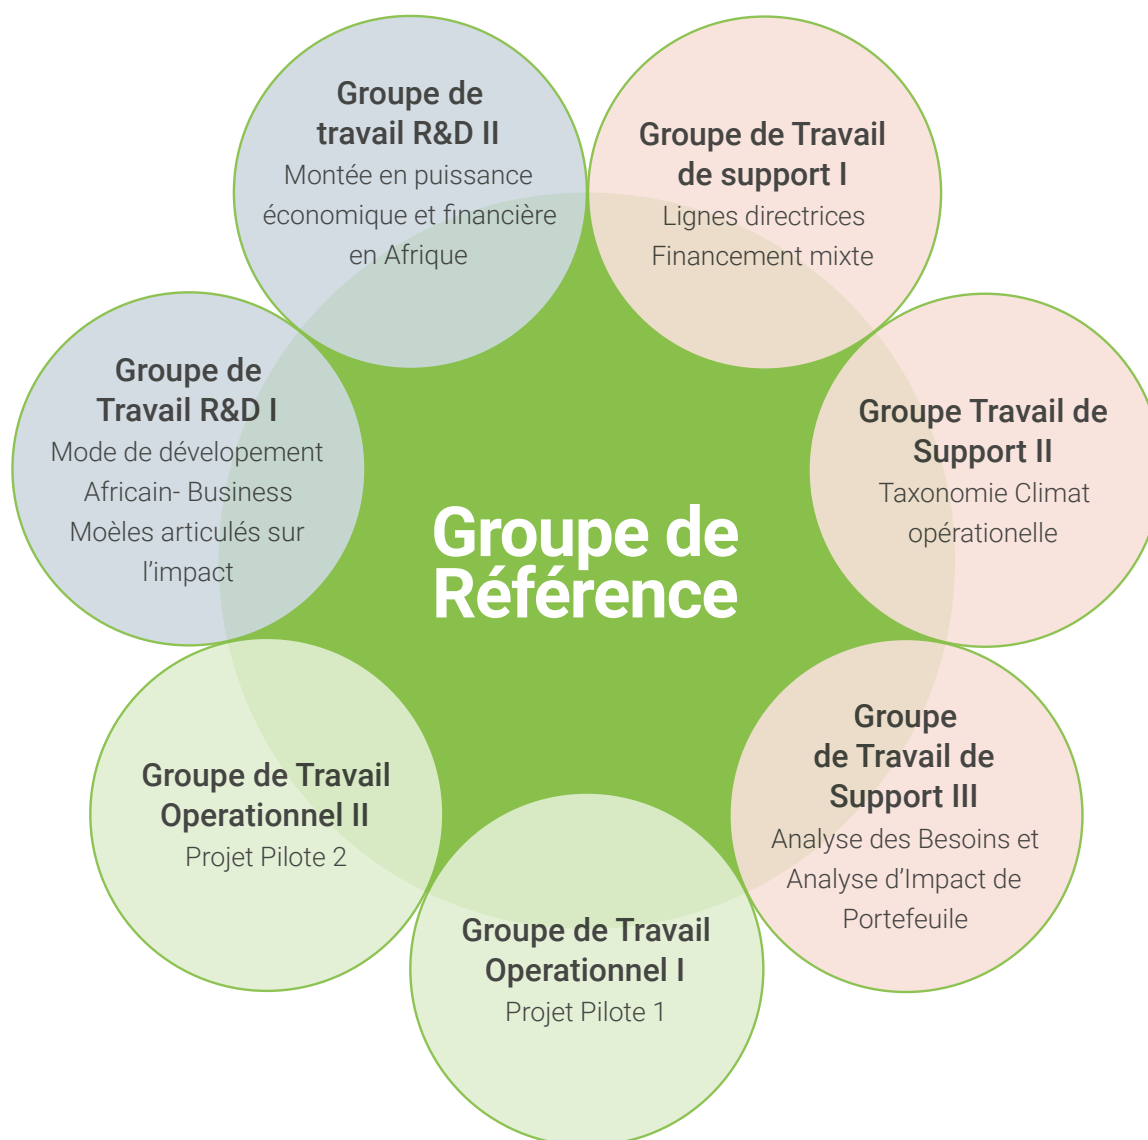 Groupe de
travail R&D II
Montée en puissance
économique et financière
en Afrique
Groupe de Travail
de support I
Lignes directrices
Financement mixte
Groupe de
Travail R&D I
Mode de dévelopement
Africain- Business
Moèles articulés sur
l’impact
Groupe Travail de
Support II
Taxonomie Climat
opérationelle
Groupe de
Référence
Groupe
de Travail de
Support III
Analyse des Besoins et
Analyse d’Impact de
Portefeuile
Groupe de Travail
Operationnel II
Projet Pilote 2
Groupe de Travail
Operationnel I
Projet Pilote 1